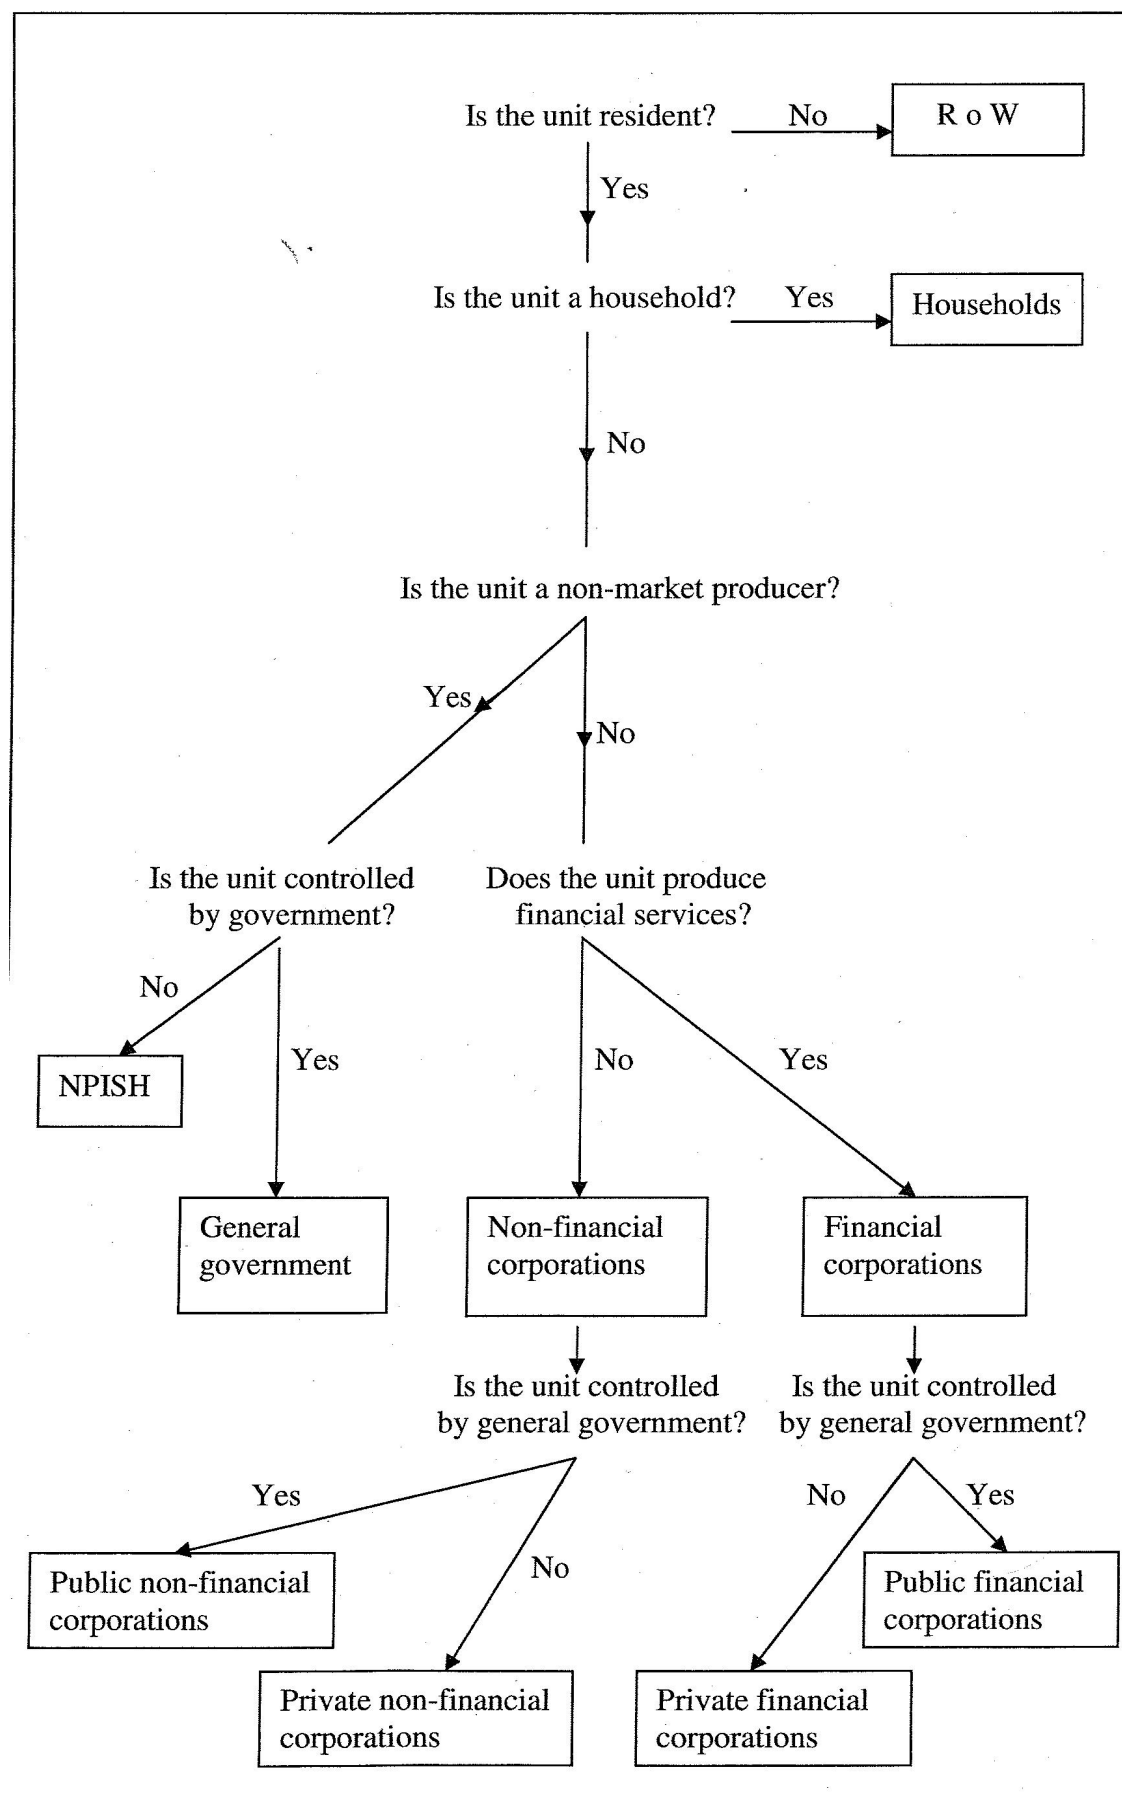 Is the unit resident?
No
R o W
Yes
Is the unit a household?
Yes
Households
No
Is the unit a non-market producer?
Yes
No
Is the unit controlled
by government?
Does the unit produce
financial services?
No
Yes
No
Yes
NPISH
General
government
Non-financial
corporations
Financial
corporations
Is the unit controlled
by general government?
Is the unit controlled
by general government?
Yes
No
No
Yes
Public non-financial
corporations
Public financial
corporations
Private non-financial
corporations
Private financial
corporations